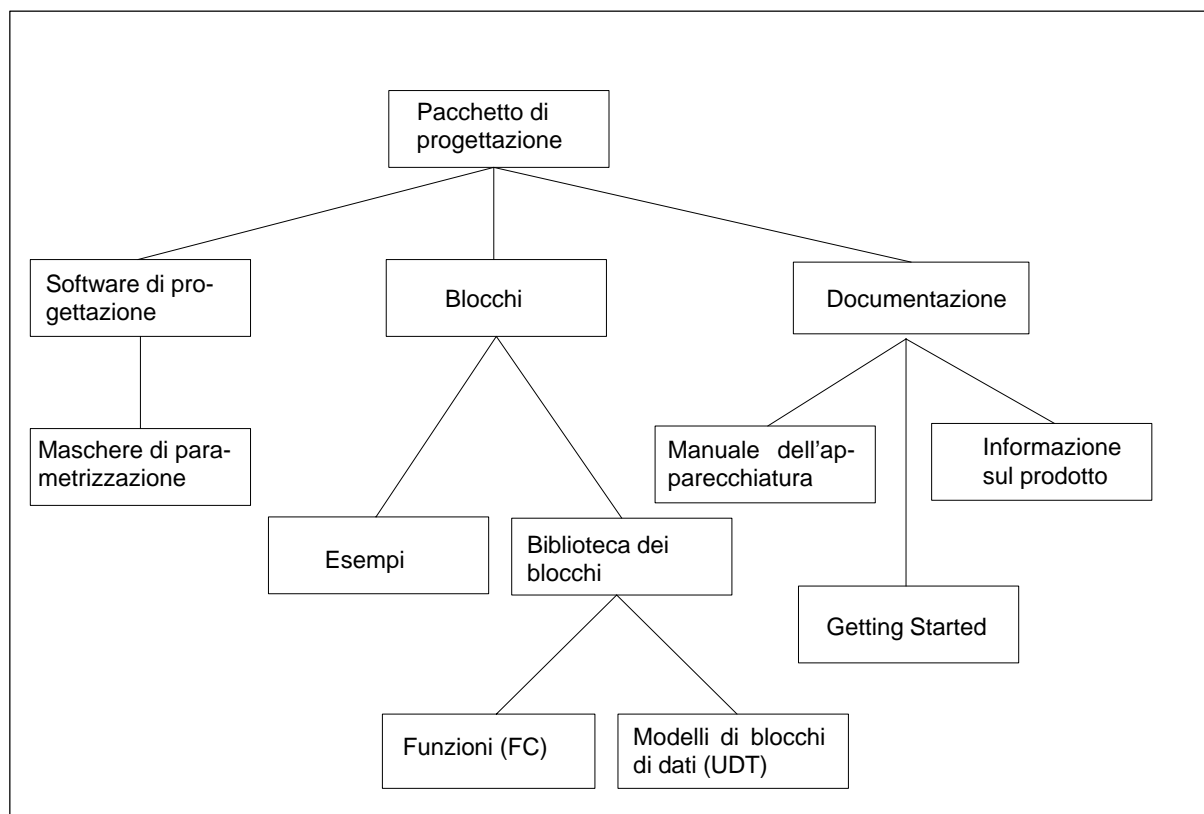 Pacchetto di
progettazione
Software di pro-
gettazione
Blocchi
Documentazione
Maschere di para-
metrizzazione
Manuale dell'ap-
parecchiatura
Informazione
sul prodotto
Esempi
Biblioteca dei
blocchi
Getting Started
Funzioni (FC)
Modelli di blocchi
di dati (UDT)